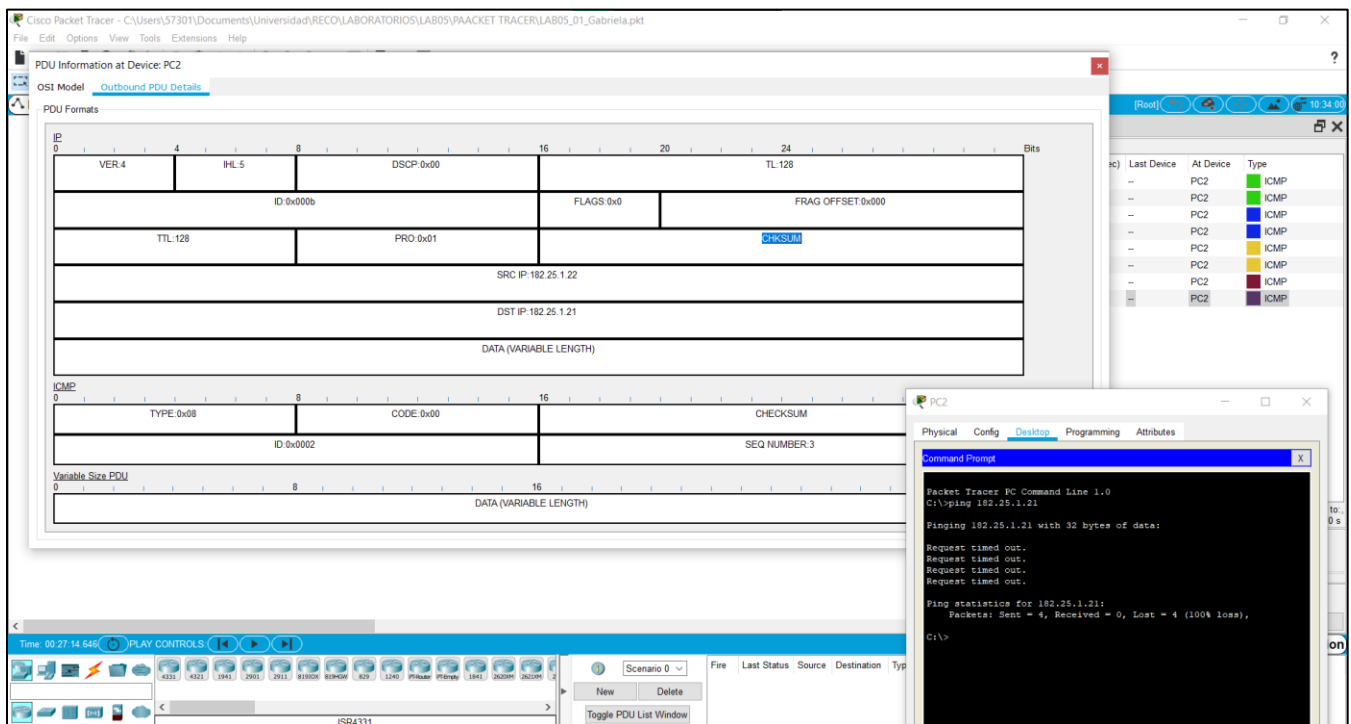 Cisco Packet Tracer - C:\Users\57301\Documents\Universidad\RECO\LABORATORIOS\LAB05\PAACKET TRACER\LAB05_01_Gabriela.pkt
File Edit Options View Tools Extensions Help
?
PDU Information at Device: PC2
OSI Model Outbound PDU Details
[Root] 10:34:00
PDU Formats
IP
0 4 8 16 20 24 Bits
VER:4 IHL:5 DSCP:0x00 TL:128
ID:0x000b FLAGS:0x0 FRAG OFFSET:0x000
TTL:128 PRO:0x01 CHKSUM
SRC IP:182.25.1.22
DST IP:182.25.1.21
DATA (VARIABLE LENGTH)
ICMP
0 8 16
TYPE:0x08 CODE:0x00 CHECKSUM
ID:0x0002 SEQ NUMBER:3
Variable Size PDU
0 8 16
DATA (VARIABLE LENGTH)
ec) Last Device At Device Type
-- PC2 ICMP
-- PC2 ICMP
-- PC2 ICMP
-- PC2 ICMP
-- PC2 ICMP
-- PC2 ICMP
-- PC2 ICMP
-- PC2 ICMP
to:,
0 s
PC2
Physical Config Desktop Programming Attributes
Command Prompt X
Packet Tracer PC Command Line 1.0
C:\>ping 182.25.1.21
Pinging 182.25.1.21 with 32 bytes of data:
Request timed out.
Request timed out.
Request timed out.
Request timed out.
Ping statistics for 182.25.1.21:
Packets: Sent = 4, Received = 0, Lost = 4 (100% loss),
C:\>
Time: 00:27:14.646 PLAY CONTROLS:
on
4331 4321 1941 2901 2911 819IOX 819HGW 829 1240 PT-Router PT-Empty 1841 2620XM 2621XM 2
ISR4331
Scenario 0
New Delete
Toggle PDU List Window
Fire Last Status Source Destination Typ